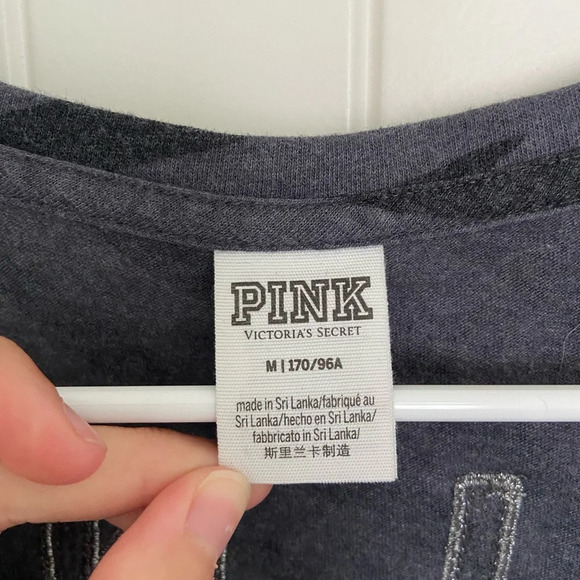 PINK
VICTORIA'S SECRET
M | 170/96A
made in Sri Lanka/fabriqué au
Sri Lanka/hecho en Sri Lanka/
fabbricato in Sri Lanka/
斯里兰卡制造